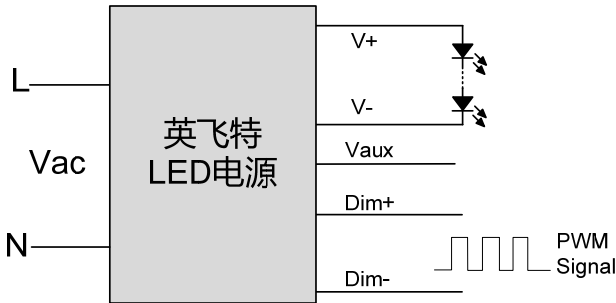 V+
L
V-
英飞特
LED电源
Vac
Vaux
Dim+
N
PWM
Signal
Dim-